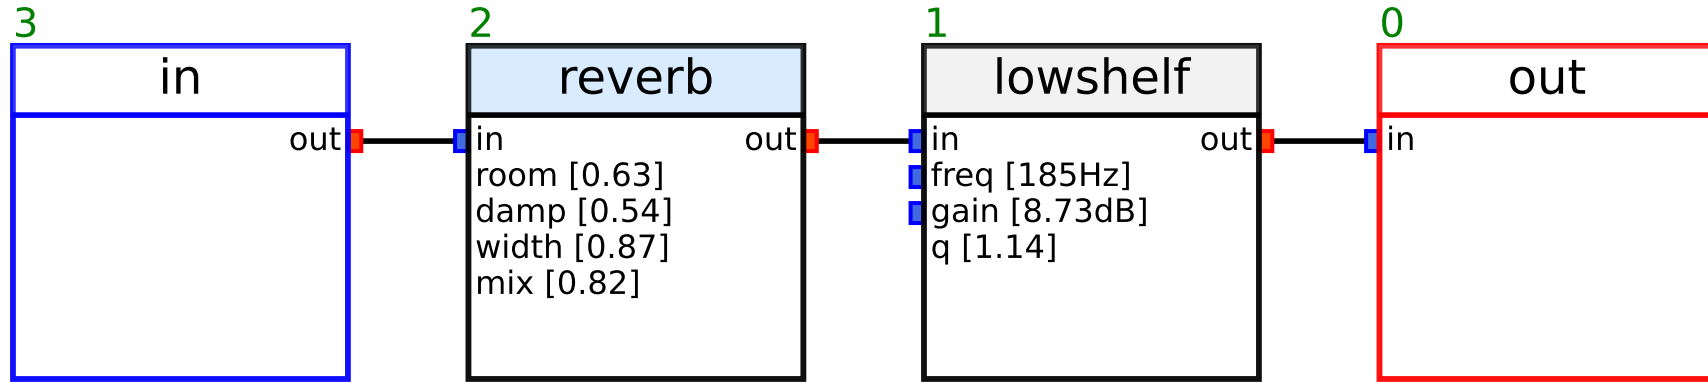 3
in
out
2
reverb
in
out
room [0.63]
damp [0.54]
width [0.87]
mix [0.82]
1
lowshelf
in
out
freq [185Hz]
gain [8.73dB]
q [1.14]
0
out
in